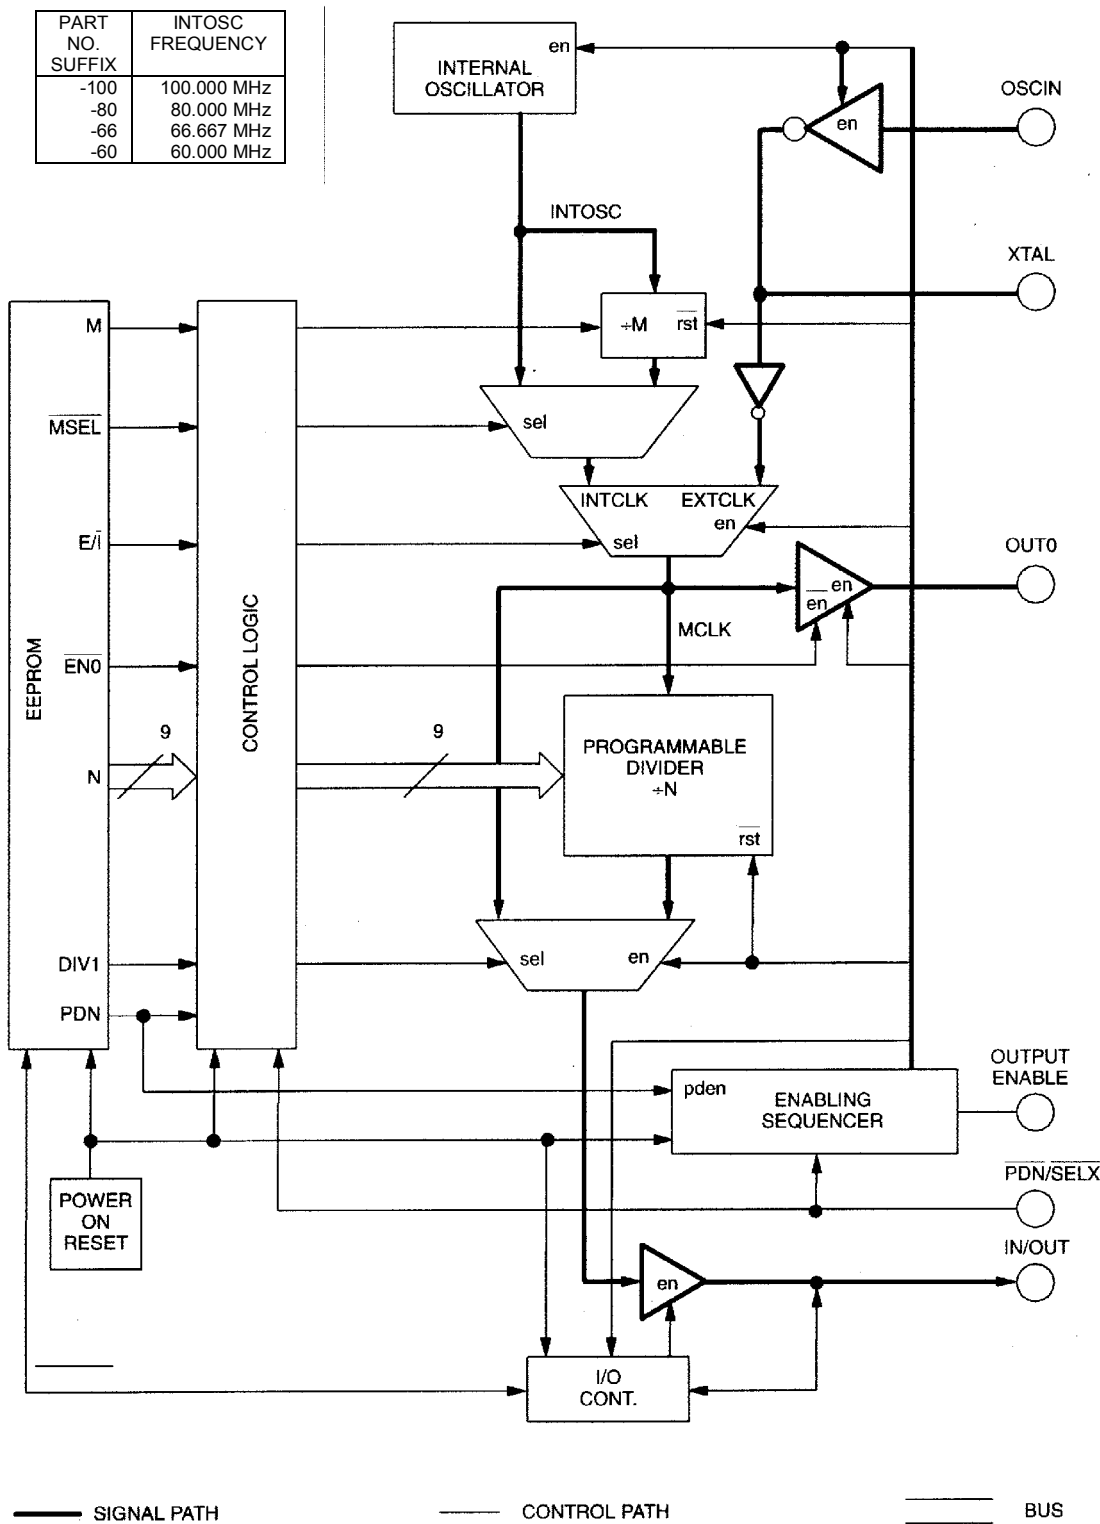 PART NO. SUFFIX
INTOSC FREQUENCY
-100 100.000 MHz
-80 80.000 MHz
-66 66.667 MHz
-60 60.000 MHz
en
INTERNAL
OSCILLATOR
en
OSCIN
INTOSC
XTAL
÷M
rst
sel
INTCLK
EXTCLK
en
sel
OUT0
en
en
MCLK
EEPROM
M
MSEL
E/I
EN0
9
N
DIV1
PDN
CONTROL LOGIC
9
PROGRAMMABLE
DIVIDER
÷N
rst
sel
en
OUTPUT
ENABLE
pden
ENABLING
SEQUENCER
PDN/SELX
POWER
ON
RESET
IN/OUT
en
I/O
CONT.
SIGNAL PATH
CONTROL PATH
BUS